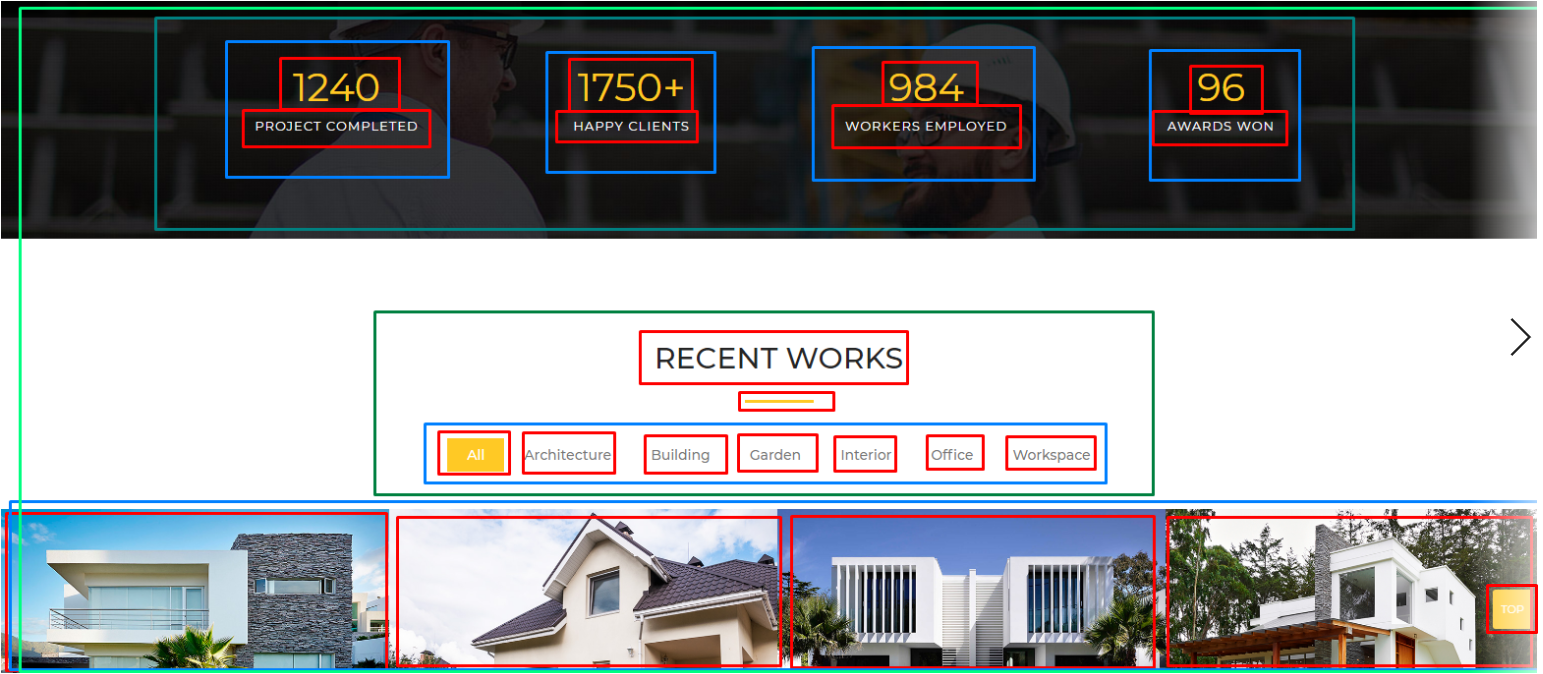 1240 1750+ 984 96
PROJECT COMPLETED HAPPY CLIENTS WORKERS EMPLOYED AWARDS WON
RECENT WORKS
All Architecture Building Garden Interior Office Workspace
TOP